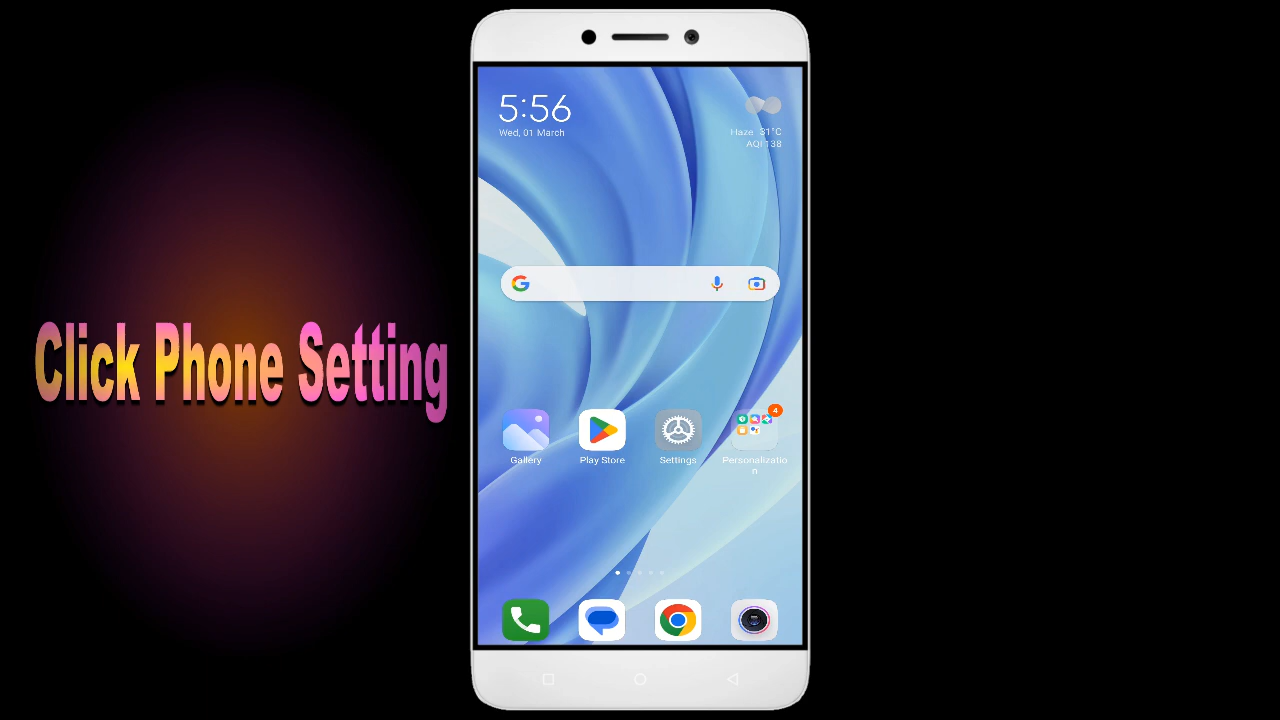 5:56
Wed, 01 March
Haze 31°C
AQI 138
Click Phone Setting
4
Gallery
Play Store
Settings
Personalizatio
n